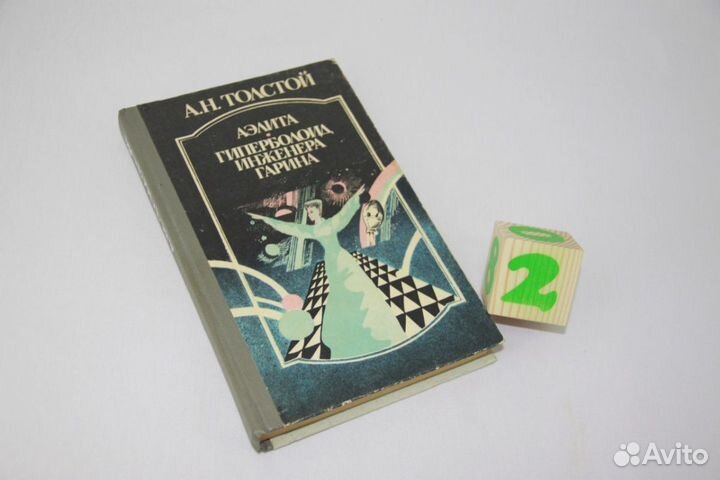 А.Н. ТОЛСТОЙ
АЭЛИТА
ГИПЕРБОЛОИД
ИНЖЕНЕРА
ГАРИНА
2
Avito